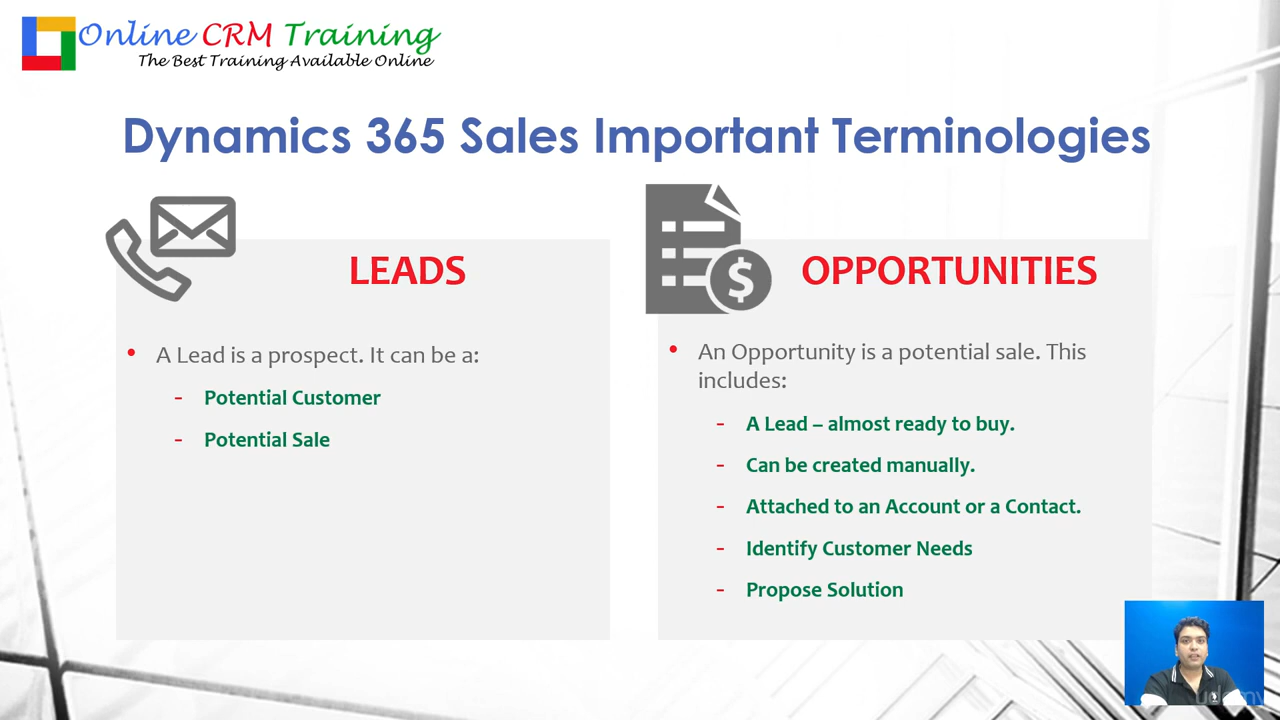 Online CRM Training
The Best Training Available Online
Dynamics 365 Sales Important Terminologies
LEADS
• A Lead is a prospect. It can be a:
- Potential Customer
- Potential Sale
$
OPPORTUNITIES
• An Opportunity is a potential sale. This
includes:
- A Lead – almost ready to buy.
- Can be created manually.
- Attached to an Account or a Contact.
- Identify Customer Needs
- Propose Solution
udemy